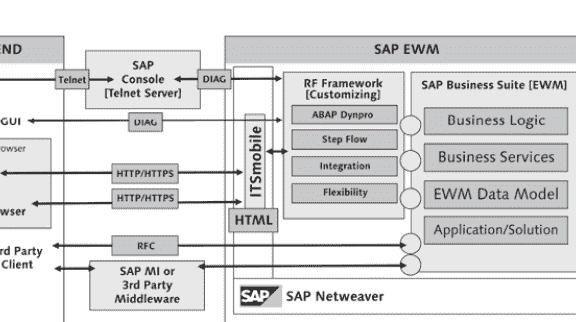 END
SAP EWM
SAP
Console
[Telnet Server]
Telnet
DIAG
RF Framework
[Customizing]
SAP Business Suite [EWM]
ABAP Dynpro
Step Flow
Integration
Flexibility
Business Logic
Business Services
EWM Data Model
Application/Solution
GUI
DIAG
rowser
HTTP/HTTPS
HTTP/HTTPS
wser
ITSmobile
HTML
rd Party
Client
RFC
SAP MI or
3rd Party
Middleware
SAP
SAP Netweaver